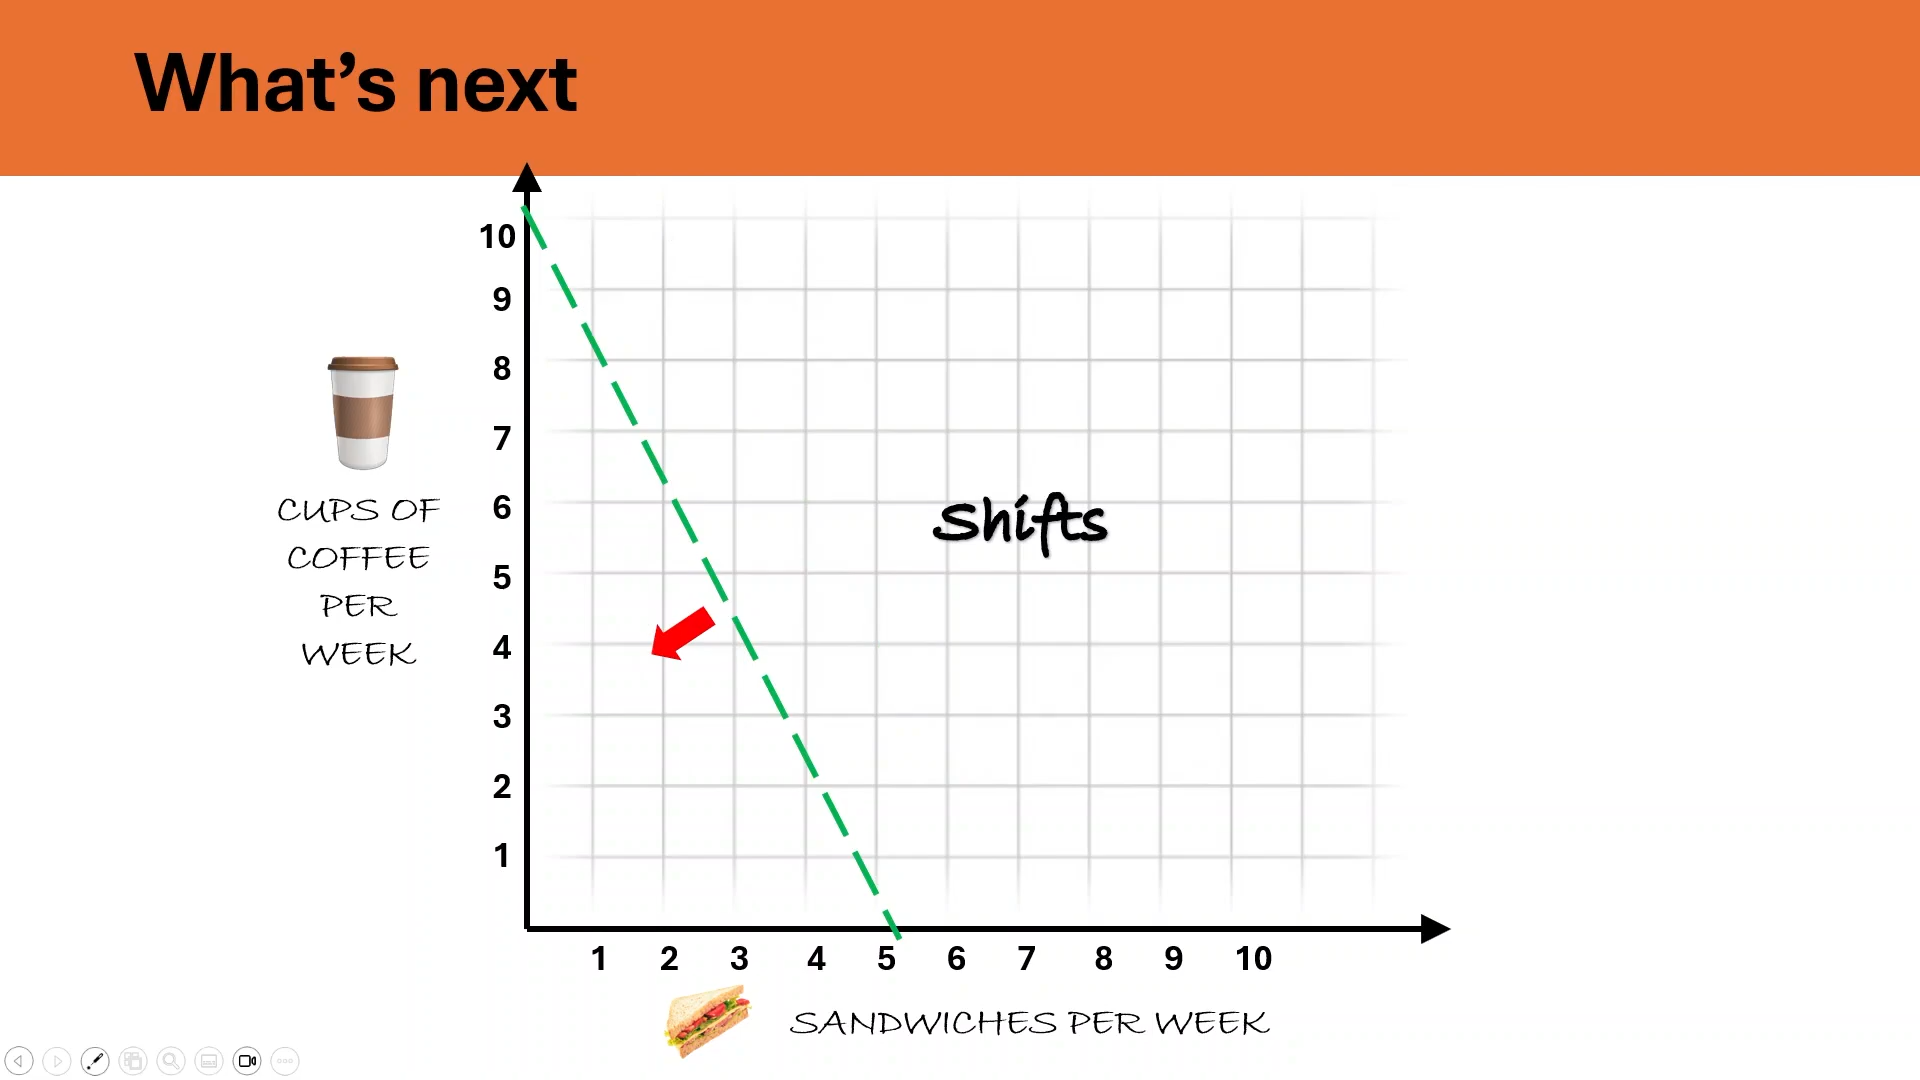 What's next
10
9
8
7
6
5
4
3
2
1
CUPS OF
COFFEE
PER
WEEK
Shifts
1 2 3 4 5 6 7 8 9 10
SANDWICHES PER WEEK